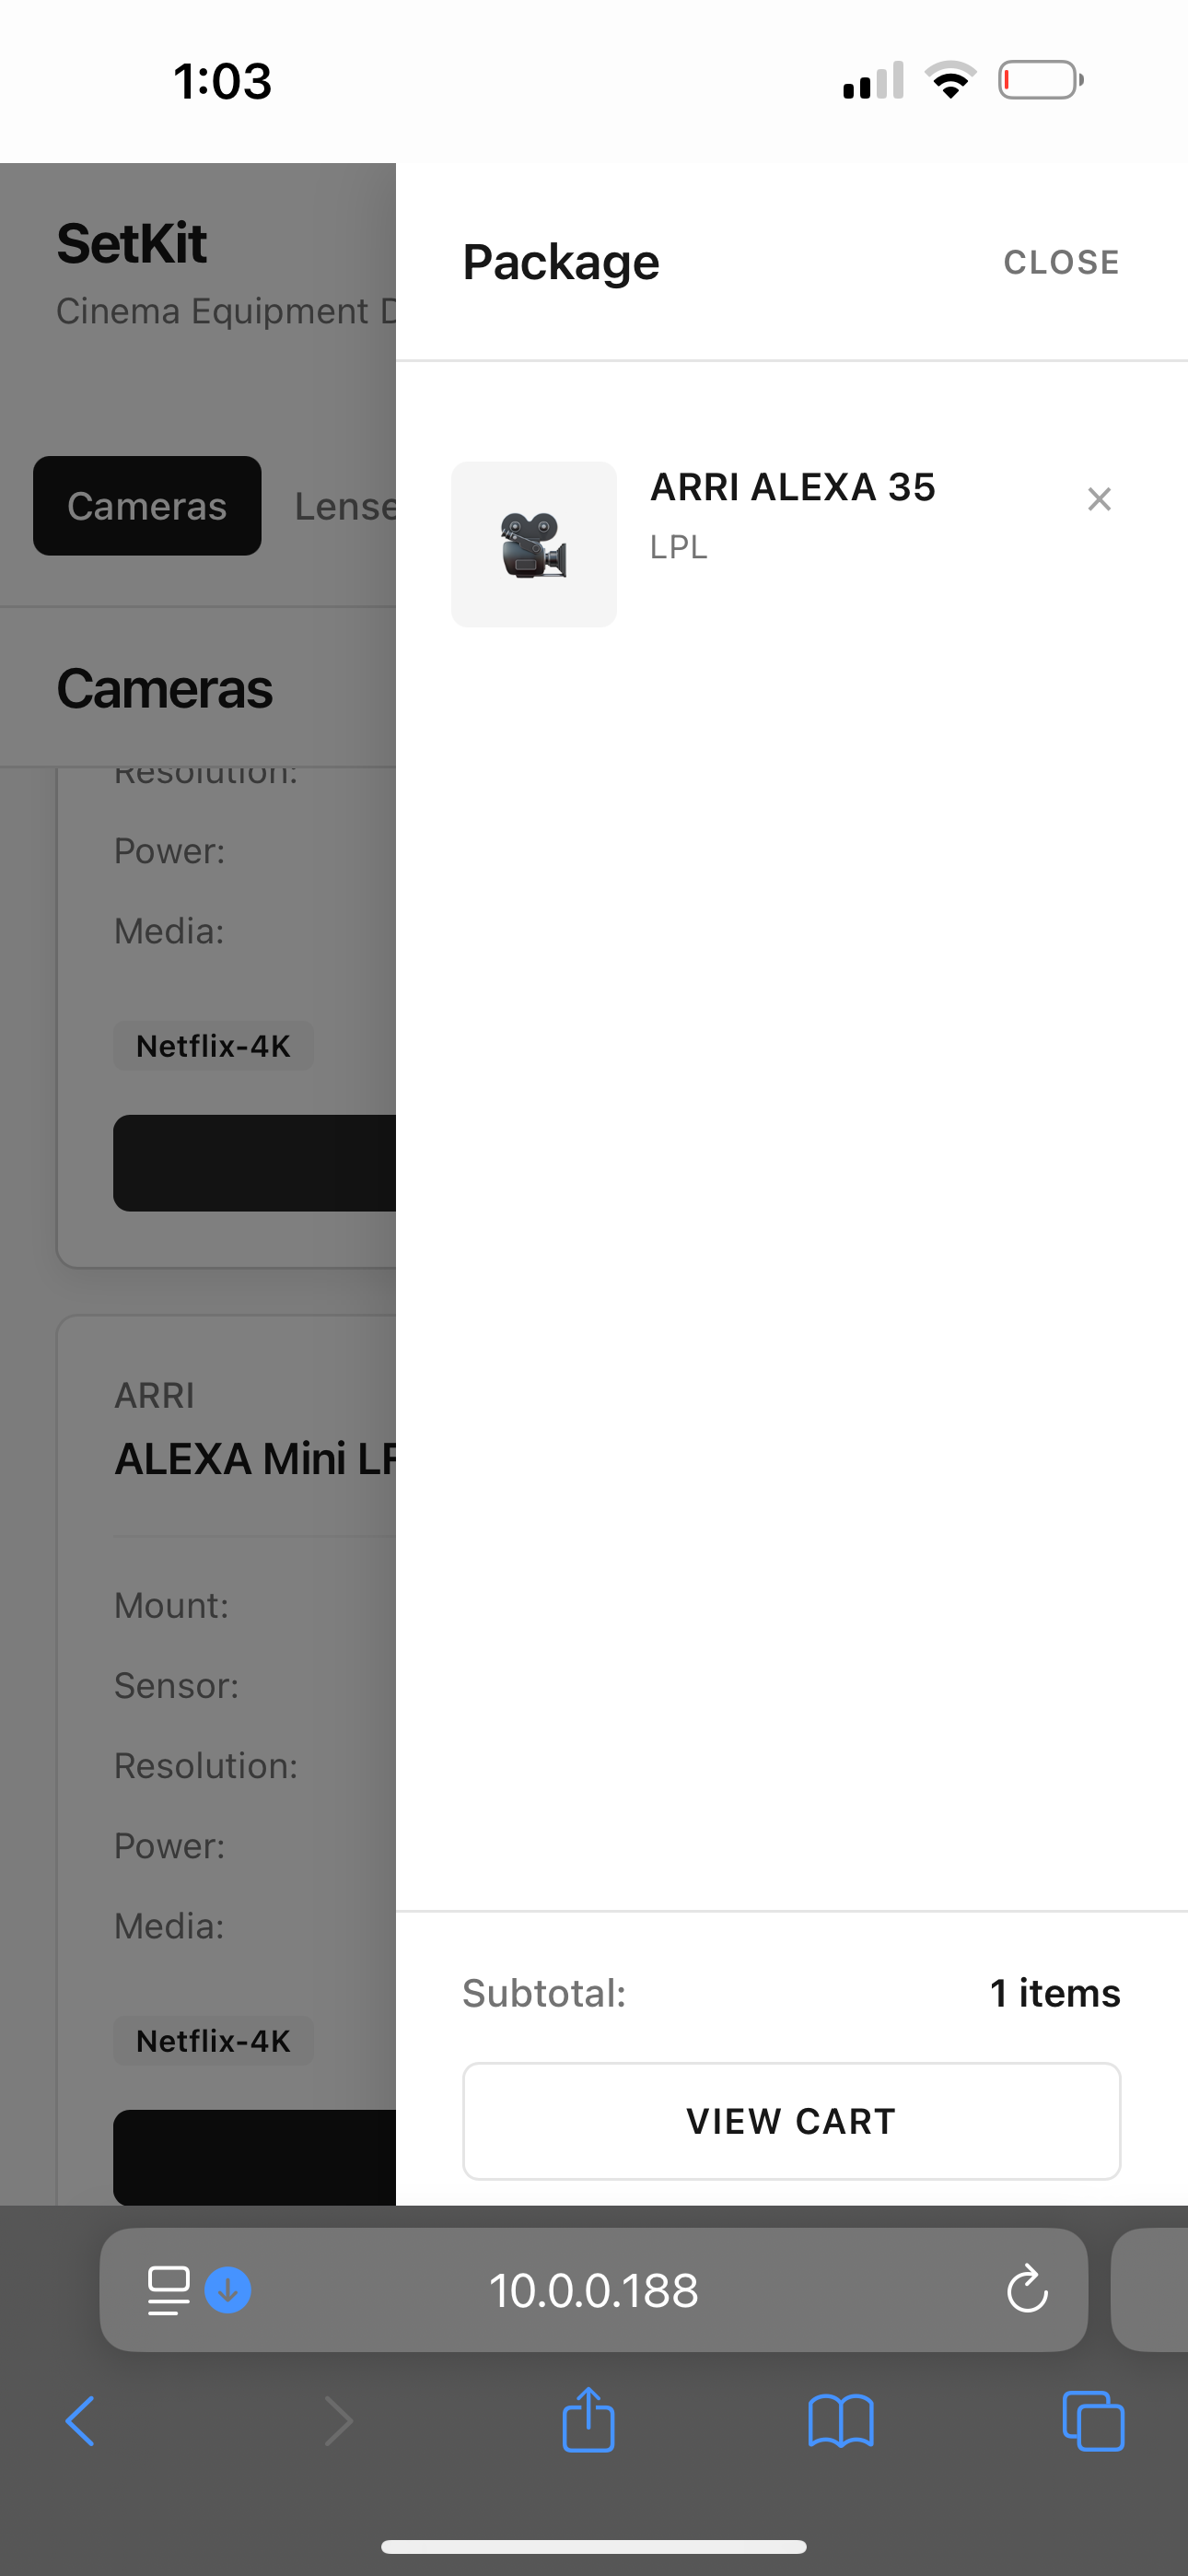 1:03
SetKit
Cinema Equipment
Cameras
Cameras
Resolution:
Power:
Media:
Netflix-4K
ARRI
ALEXA Mini LF
Mount:
Sensor:
Resolution:
Power:
Media:
Netflix-4K
Package
CLOSE
ARRI ALEXA 35
×
LPL
Subtotal:
1 items
VIEW CART
10.0.0.188